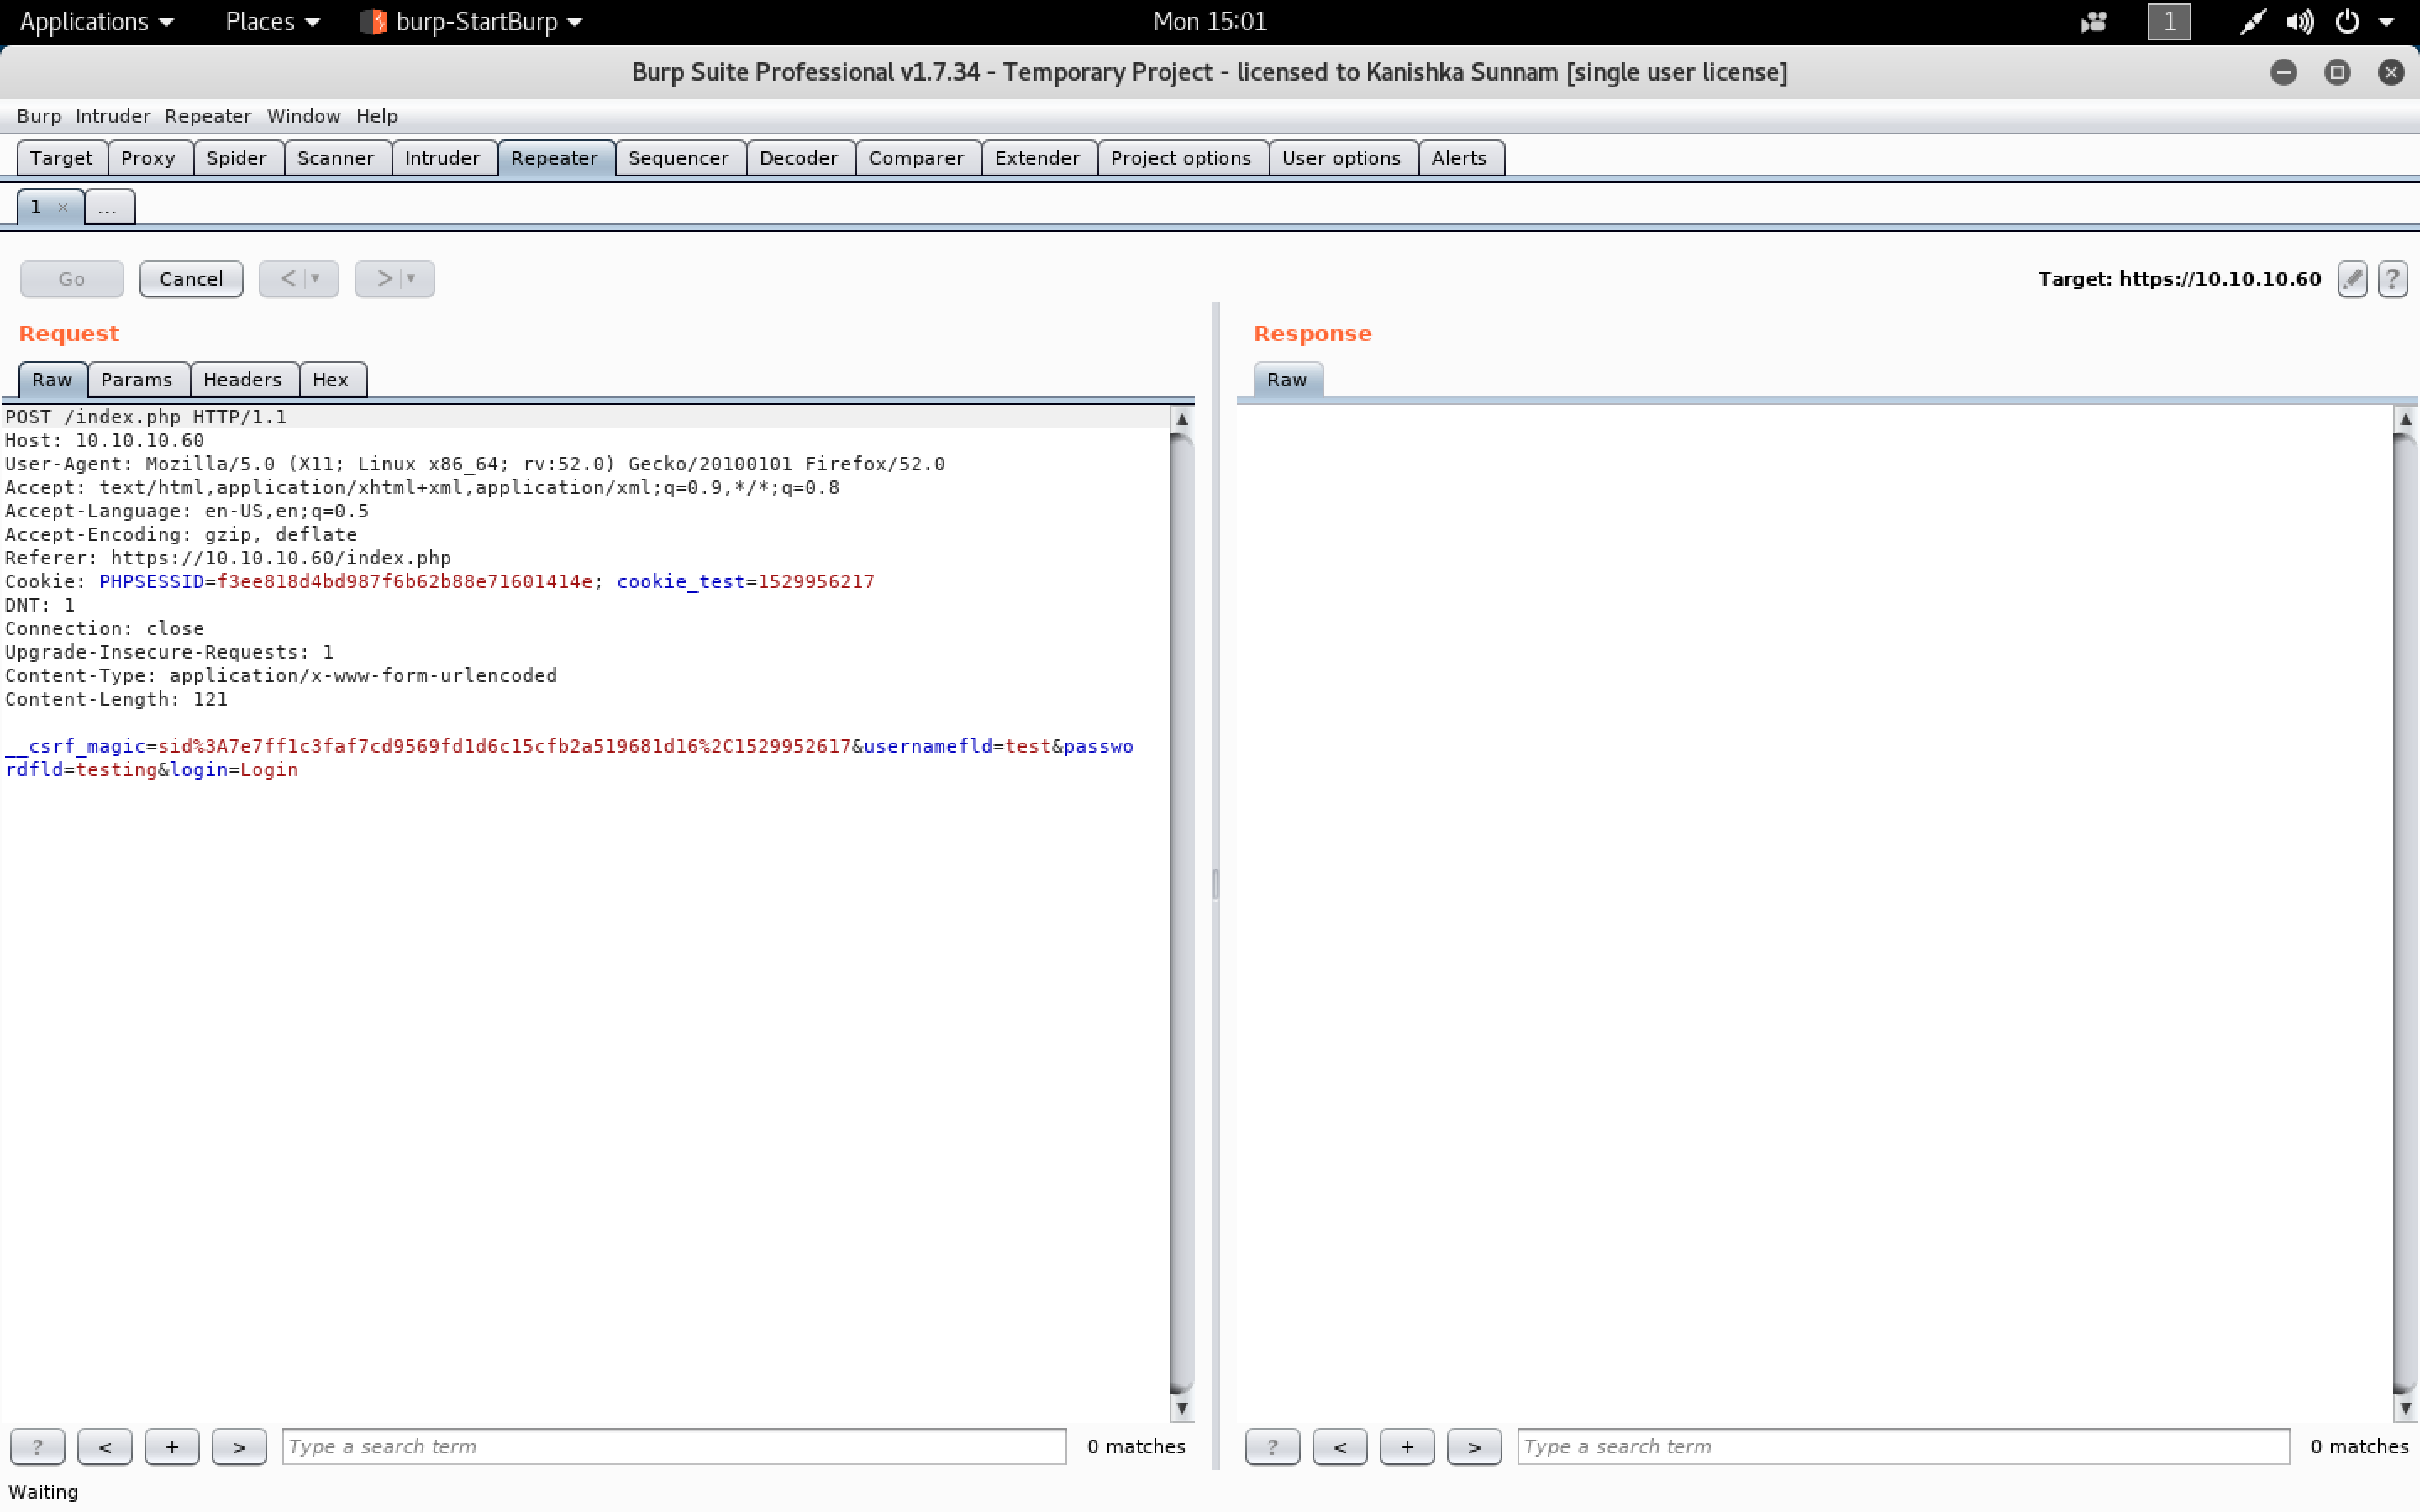 Applications Places burp-StartBurp Mon 15:01 1
Burp Suite Professional v1.7.34 - Temporary Project - licensed to Kanishka Sunnam [single user license]
Burp Intruder Repeater Window Help
Target Proxy Spider Scanner Intruder Repeater Sequencer Decoder Comparer Extender Project options User options Alerts
1 × ...
Go Cancel < > Target: https://10.10.10.60 ?
Request
Raw Params Headers Hex
POST /index.php HTTP/1.1
Host: 10.10.10.60
User-Agent: Mozilla/5.0 (X11; Linux x86_64; rv:52.0) Gecko/20100101 Firefox/52.0
Accept: text/html,application/xhtml+xml,application/xml;q=0.9,*/*;q=0.8
Accept-Language: en-US,en;q=0.5
Accept-Encoding: gzip, deflate
Referer: https://10.10.10.60/index.php
Cookie: PHPSESSID=f3ee818d4bd987f6b62b88e71601414e; cookie_test=1529956217
DNT: 1
Connection: close
Upgrade-Insecure-Requests: 1
Content-Type: application/x-www-form-urlencoded
Content-Length: 121
__csrf_magic=sid%3A7e7ff1c3faf7cd9569fd1d6c15cfb2a519681d16%2C1529952617&usernamefld=test&passwo
rdfld=testing&login=Login
? < + > Type a search term 0 matches
Response
Raw
? < + > Type a search term 0 matches
Waiting